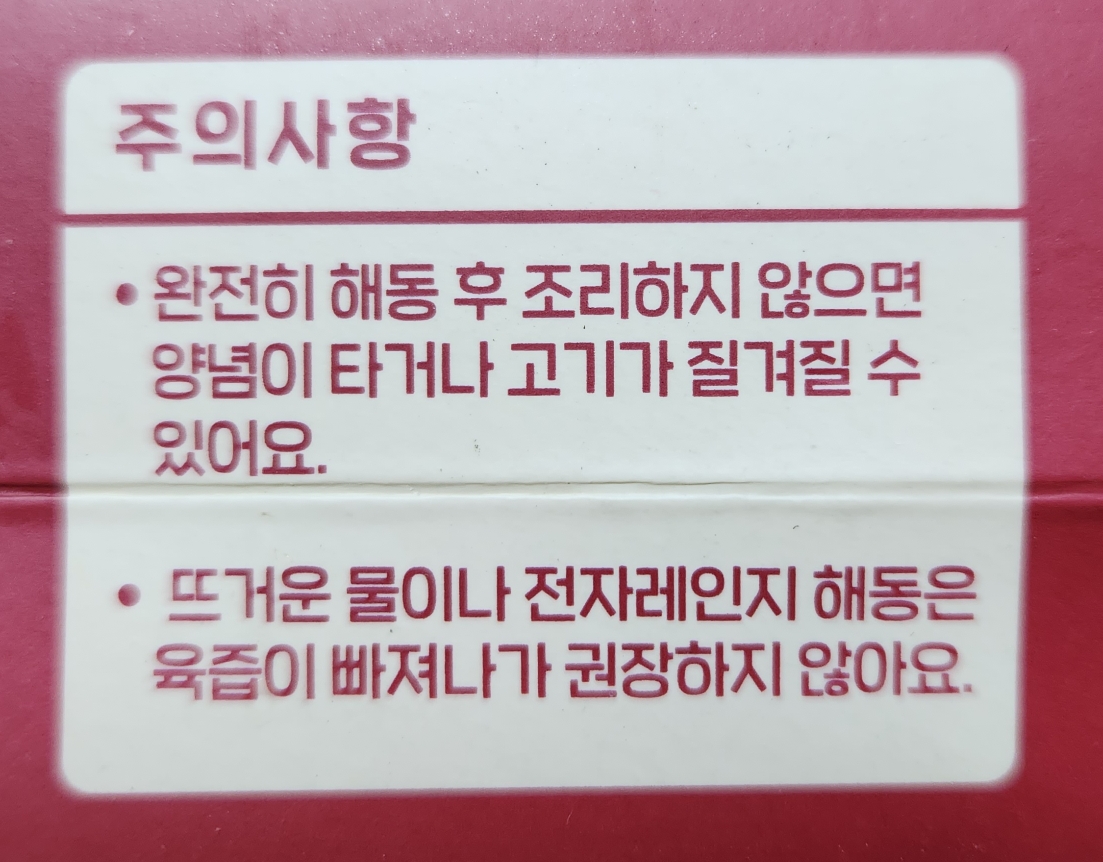 주의사항
• 완전히 해동 후 조리하지 않으면
양념이 타거나 고기가 질겨질 수
있어요.
• 뜨거운 물이나 전자레인지 해동은
육즙이 빠져나가 권장하지 않아요.